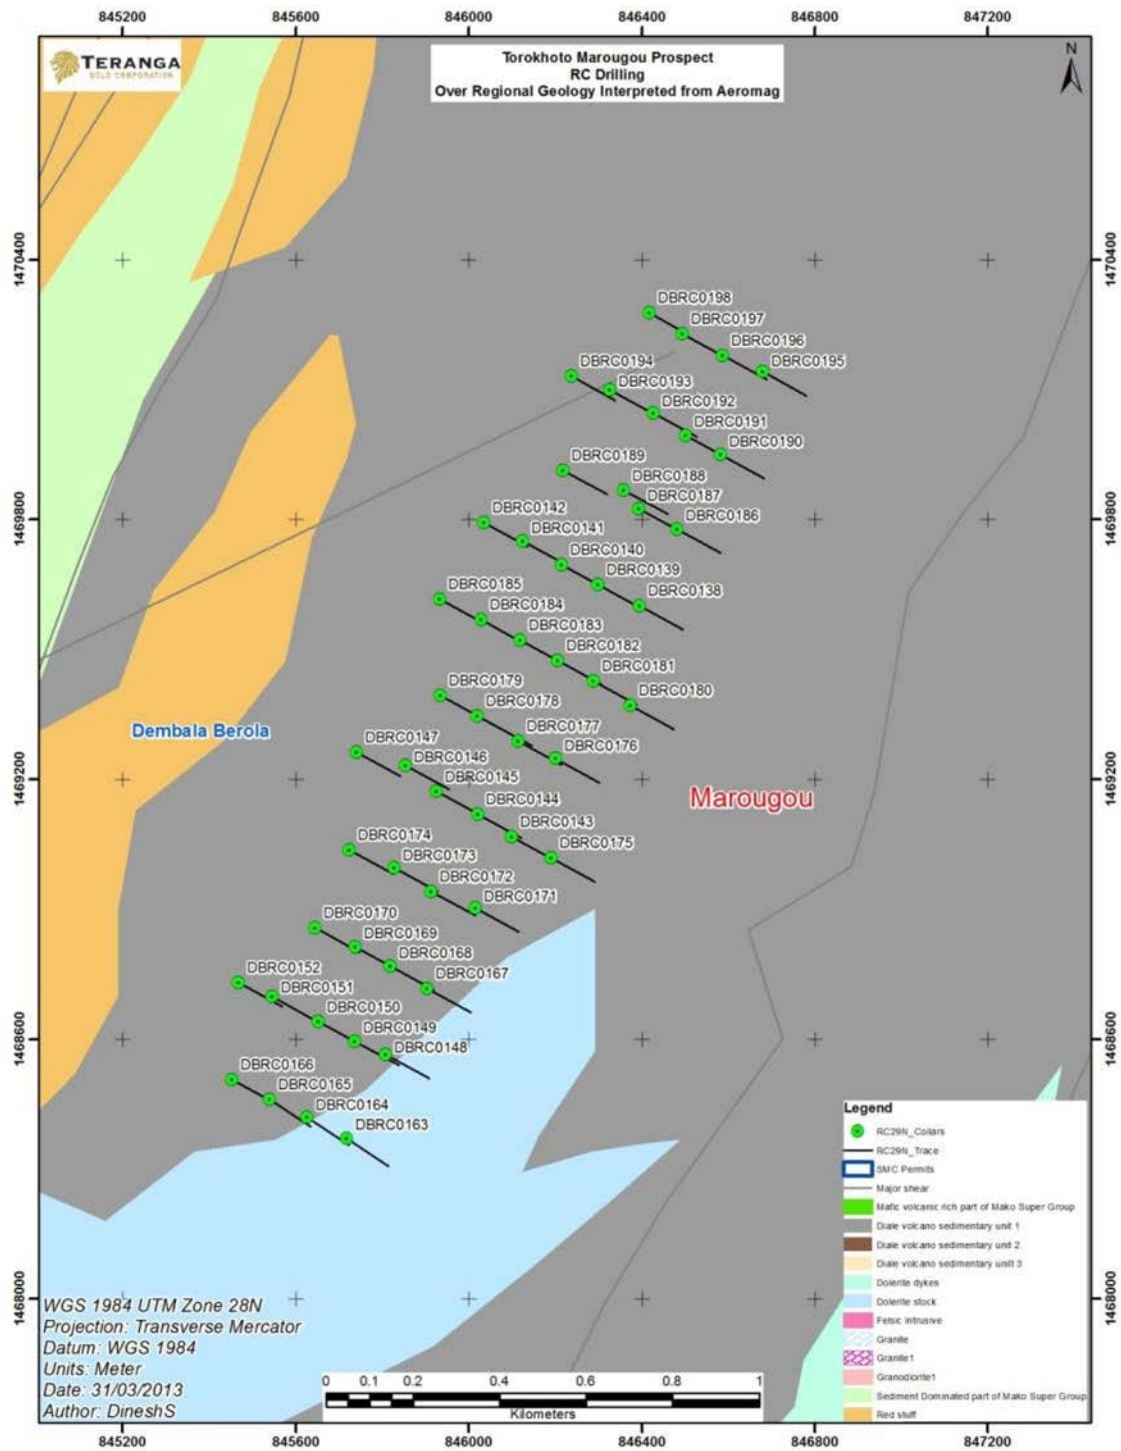 845200 845600 846000 846400 846800 847200
TERANGA
GOLD CORPORATION
Torokhoto Marougou Prospect
RC Drilling
Over Regional Geology Interpreted from Aeromag
N
1470400 1470400
DBRC0198
DBRC0197
DBRC0196
DBRC0195
DBRC0194
DBRC0193
DBRC0192
DBRC0191
DBRC0190
DBRC0189
DBRC0188
DBRC0187
DBRC0186
1469800 1469800
DBRC0142
DBRC0141
DBRC0140
DBRC0139
DBRC0138
DBRC0185
DBRC0184
DBRC0183
DBRC0182
DBRC0181
DBRC0180
DBRC0179
DBRC0178
DBRC0177
DBRC0176
Dembala Berola
DBRC0147
DBRC0146
DBRC0145
DBRC0144
DBRC0143
DBRC0175
1469200 1469200
Marougou
DBRC0174
DBRC0173
DBRC0172
DBRC0171
DBRC0170
DBRC0169
DBRC0168
DBRC0167
DBRC0152
DBRC0151
DBRC0150
DBRC0149
DBRC0148
1468600 1468600
DBRC0166
DBRC0165
DBRC0164
DBRC0163
Legend
RC29N_Collars
RC29N_Trace
SMC Permits
Major shear
Mafic volcanic rich part of Mako Super Group
Diale volcano sedimentary unit 1
Diale volcano sedimentary unit 2
Diale volcano sedimentary unit 3
Dolerite dykes
Dolerite stock
Felsic Intrusive
Granite
Granite1
Granodiorite1
Sediment Dominated part of Mako Super Group
Red stuff
1468000 1468000
WGS 1984 UTM Zone 28N
Projection: Transverse Mercator
Datum: WGS 1984
Units: Meter
Date: 31/03/2013
Author: DineshS
0 0.1 0.2 0.4 0.6 0.8 1
Kilometers
845200 845600 846000 846400 846800 847200